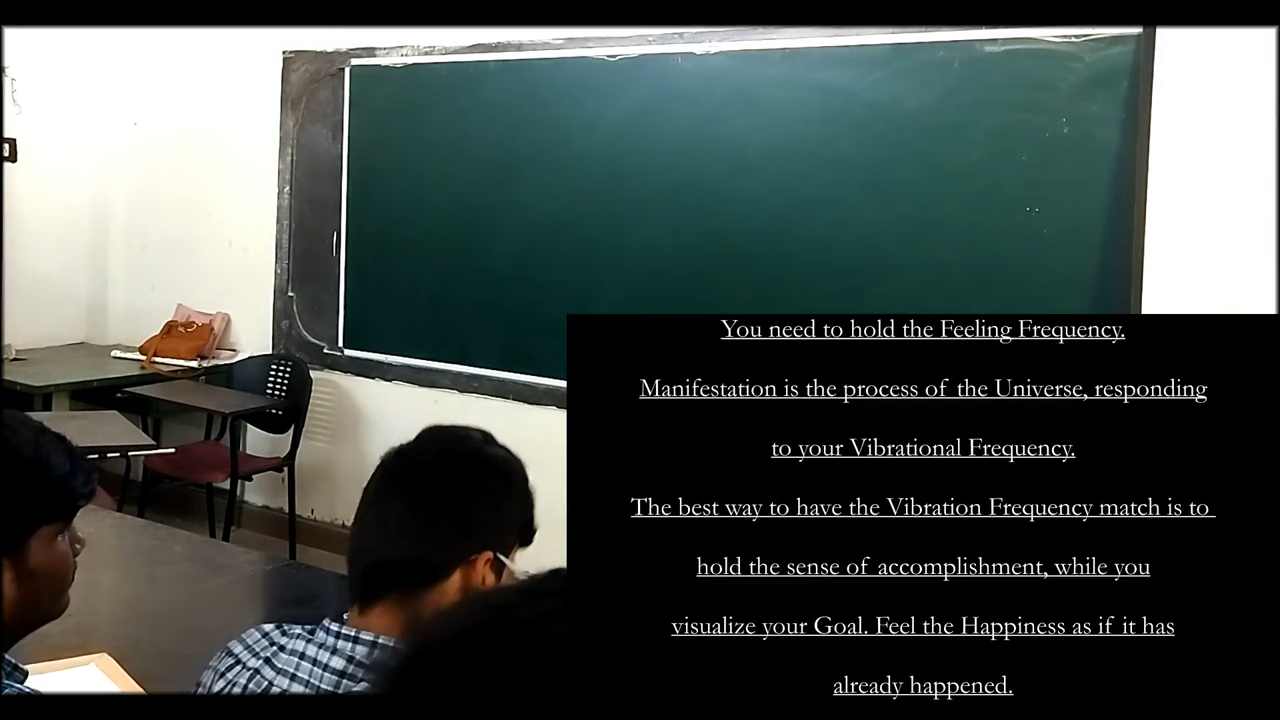 You need to hold the Feeling Frequency.
Manifestation is the process of the Universe, responding
to your Vibrational Frequency.
The best way to have the Vibration Frequency match is to
hold the sense of accomplishment, while you
visualize your Goal. Feel the Happiness as if it has
already happened.